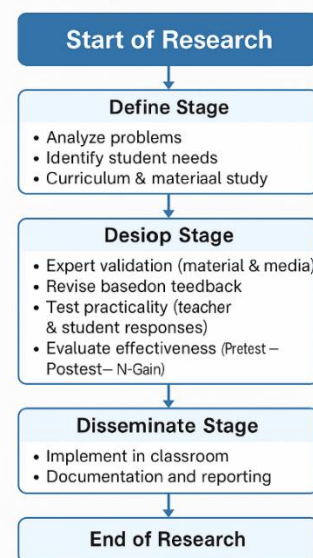 Start of Research
Define Stage
• Analyze problems
• Identify student needs
• Curriculum & materiaal study
Desiop Stage
• Expert validation (material & media)
• Revise basedon teedback
• Test practicality (teacher
& student responses)
• Evaluate effectiveness (Pretest –
Postest– N-Gain)
Disseminate Stage
• Implement in classroom
• Documentation and reporting
End of Research